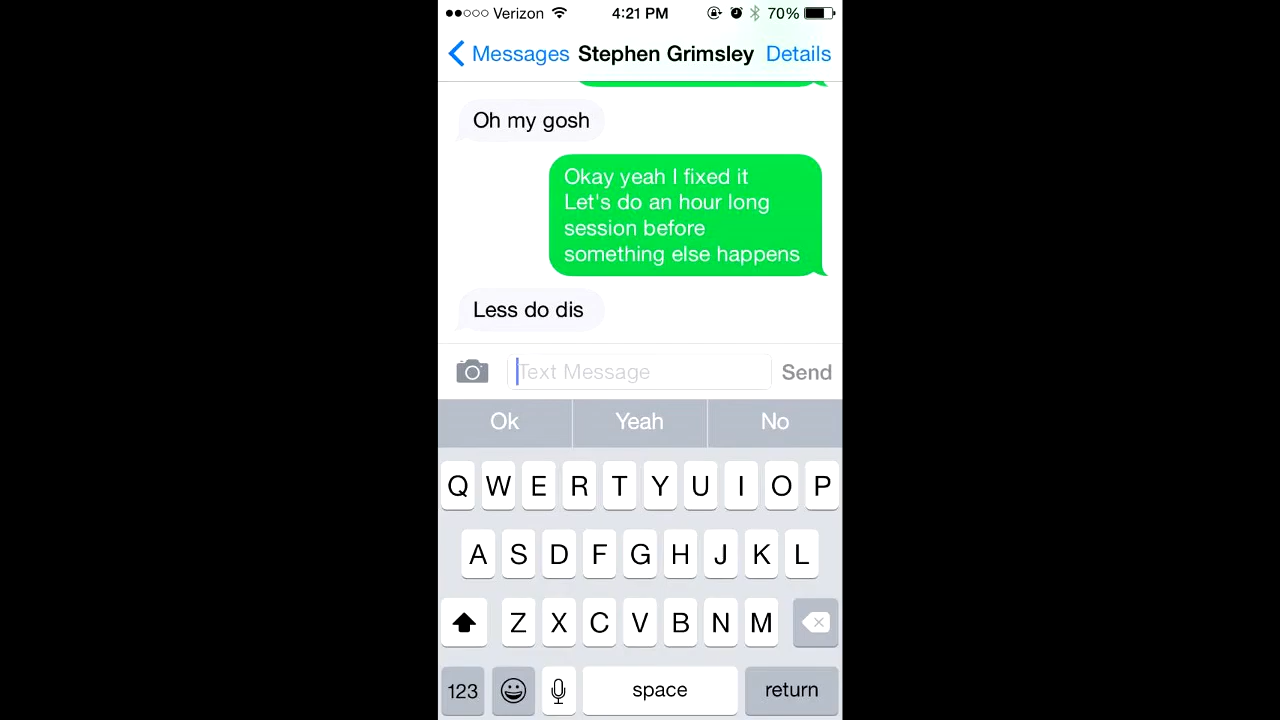 Verizon 4:21 PM 70%
Messages Stephen Grimsley Details
Oh my gosh
Okay yeah I fixed it
Let's do an hour long
session before
something else happens
Less do dis
Text Message Send
Ok Yeah No
Q W E R T Y U I O P
A S D F G H J K L
Z X C V B N M
123 space return